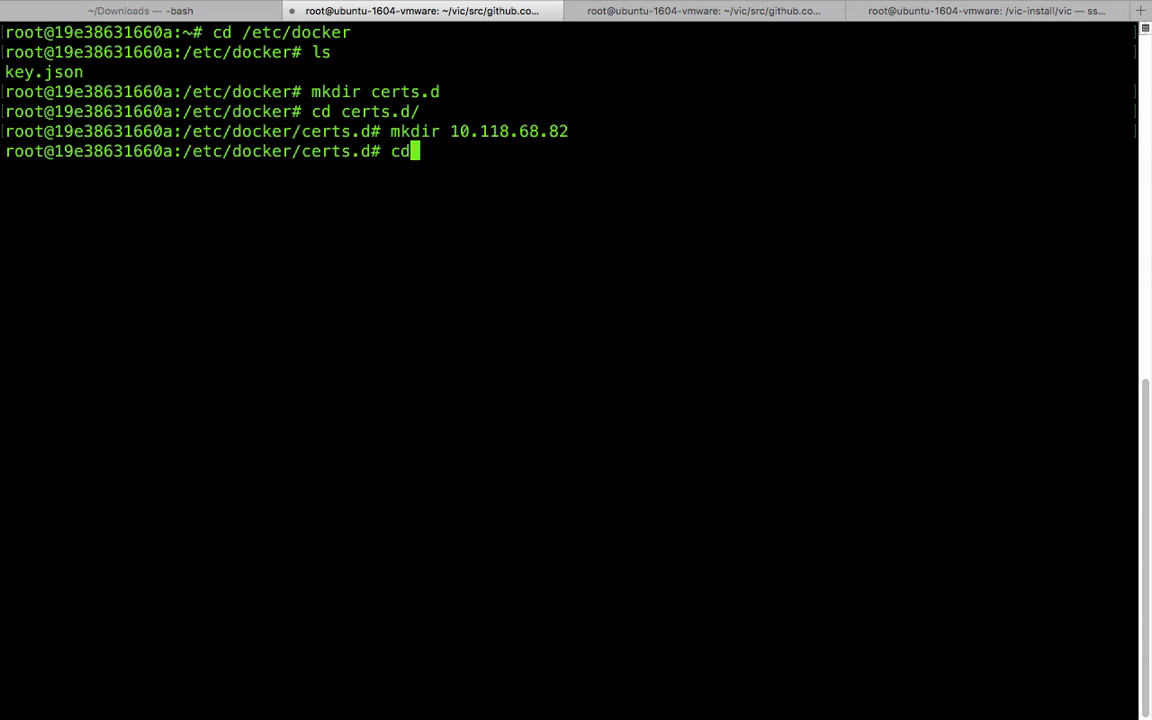 ~/Downloads — -bash
root@ubuntu-1604-vmware: ~/vic/src/github.co...
root@ubuntu-1604-vmware: ~/vic/src/github.co...
root@ubuntu-1604-vmware: /vic-install/vic — ss...
root@19e38631660a:~# cd /etc/docker
root@19e38631660a:/etc/docker# ls
key.json
root@19e38631660a:/etc/docker# mkdir certs.d
root@19e38631660a:/etc/docker# cd certs.d/
root@19e38631660a:/etc/docker/certs.d# mkdir 10.118.68.82
root@19e38631660a:/etc/docker/certs.d# cd